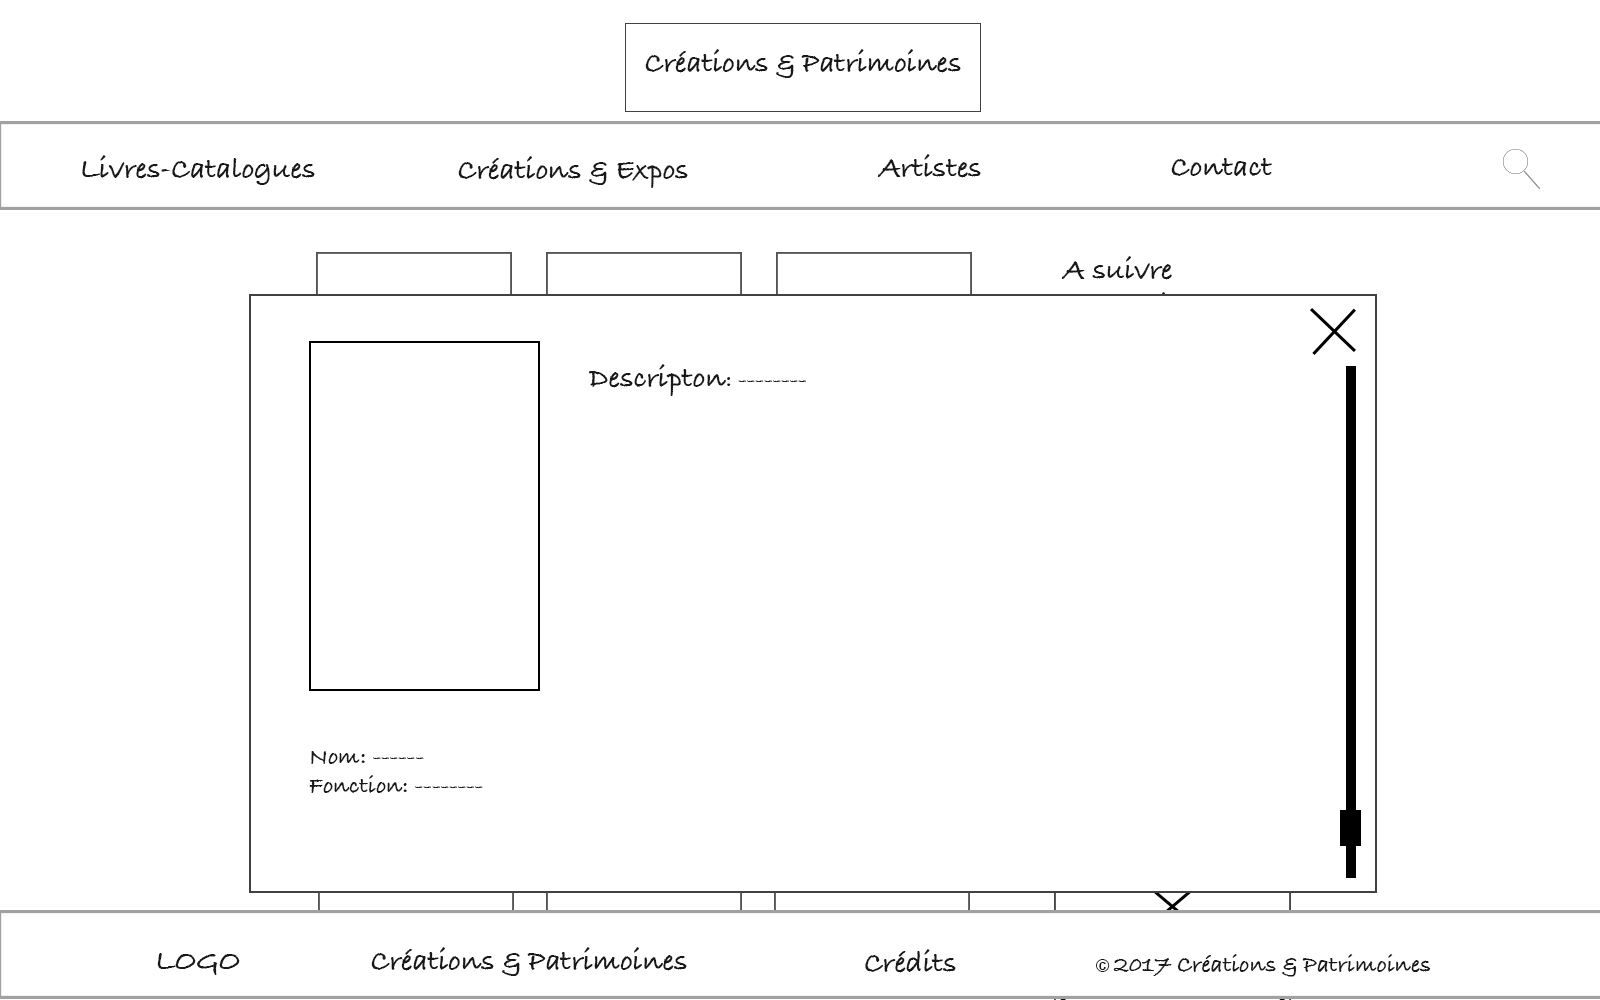 Créations & Patrimoines
Livres-Catalogues
Créations & Expos
Artistes
Contact
A suivre
Descripton: --------
Nom: ------
Fonction: --------
LOGO
Créations & Patrimoines
Crédits
©2017 Créations & Patrimoines